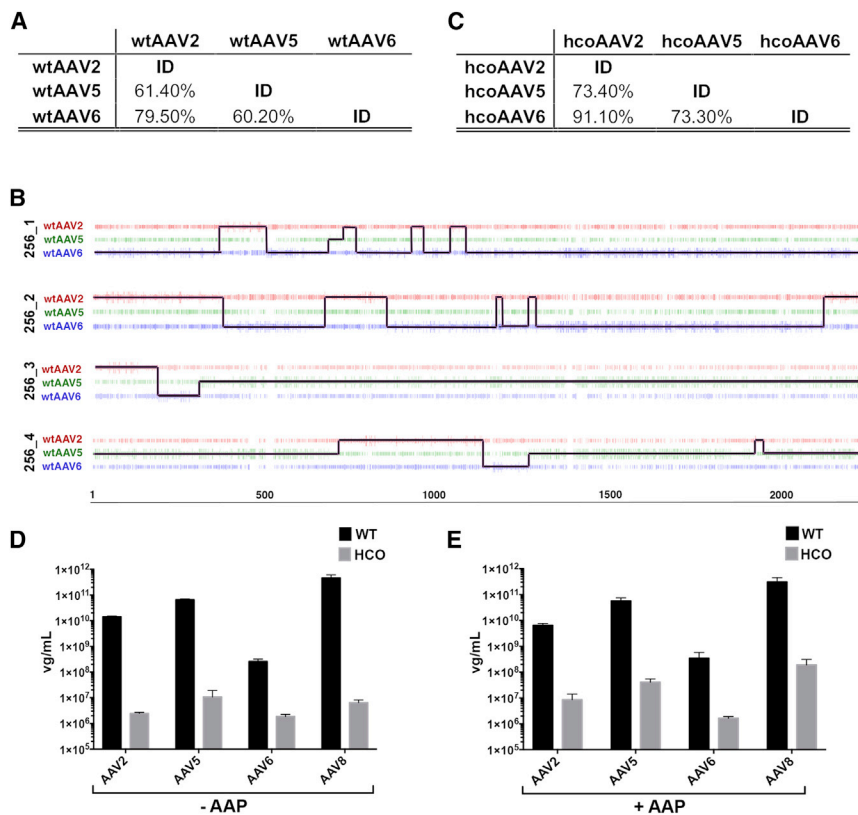 A
wtAAV2 wtAAV5 wtAAV6
wtAAV2 ID
wtAAV5 61.40% ID
wtAAV6 79.50% 60.20% ID
C
hcoAAV2 hcoAAV5 hcoAAV6
hcoAAV2 ID
hcoAAV5 73.40% ID
hcoAAV6 91.10% 73.30% ID
B
256_1
wtAAV2
wtAAV5
wtAAV6
256_2
wtAAV2
wtAAV5
wtAAV6
256_3
wtAAV2
wtAAV5
wtAAV6
256_4
wtAAV2
wtAAV5
wtAAV6
1 500 1000 1500 2000
D
WT
HCO
vg/mL
1×10¹²
1×10¹¹
1×10¹⁰
1×10⁹
1×10⁸
1×10⁷
1×10⁶
1×10⁵
AAV2 AAV5 AAV6 AAV8
- AAP
E
WT
HCO
vg/mL
1×10¹²
1×10¹¹
1×10¹⁰
1×10⁹
1×10⁸
1×10⁷
1×10⁶
1×10⁵
AAV2 AAV5 AAV6 AAV8
+ AAP